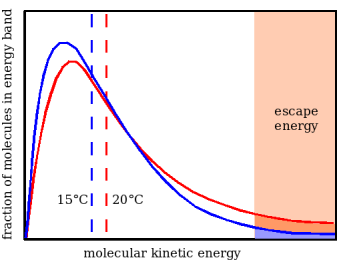 fraction of molecules in energy band
escape
energy
15°C
20°C
molecular kinetic energy